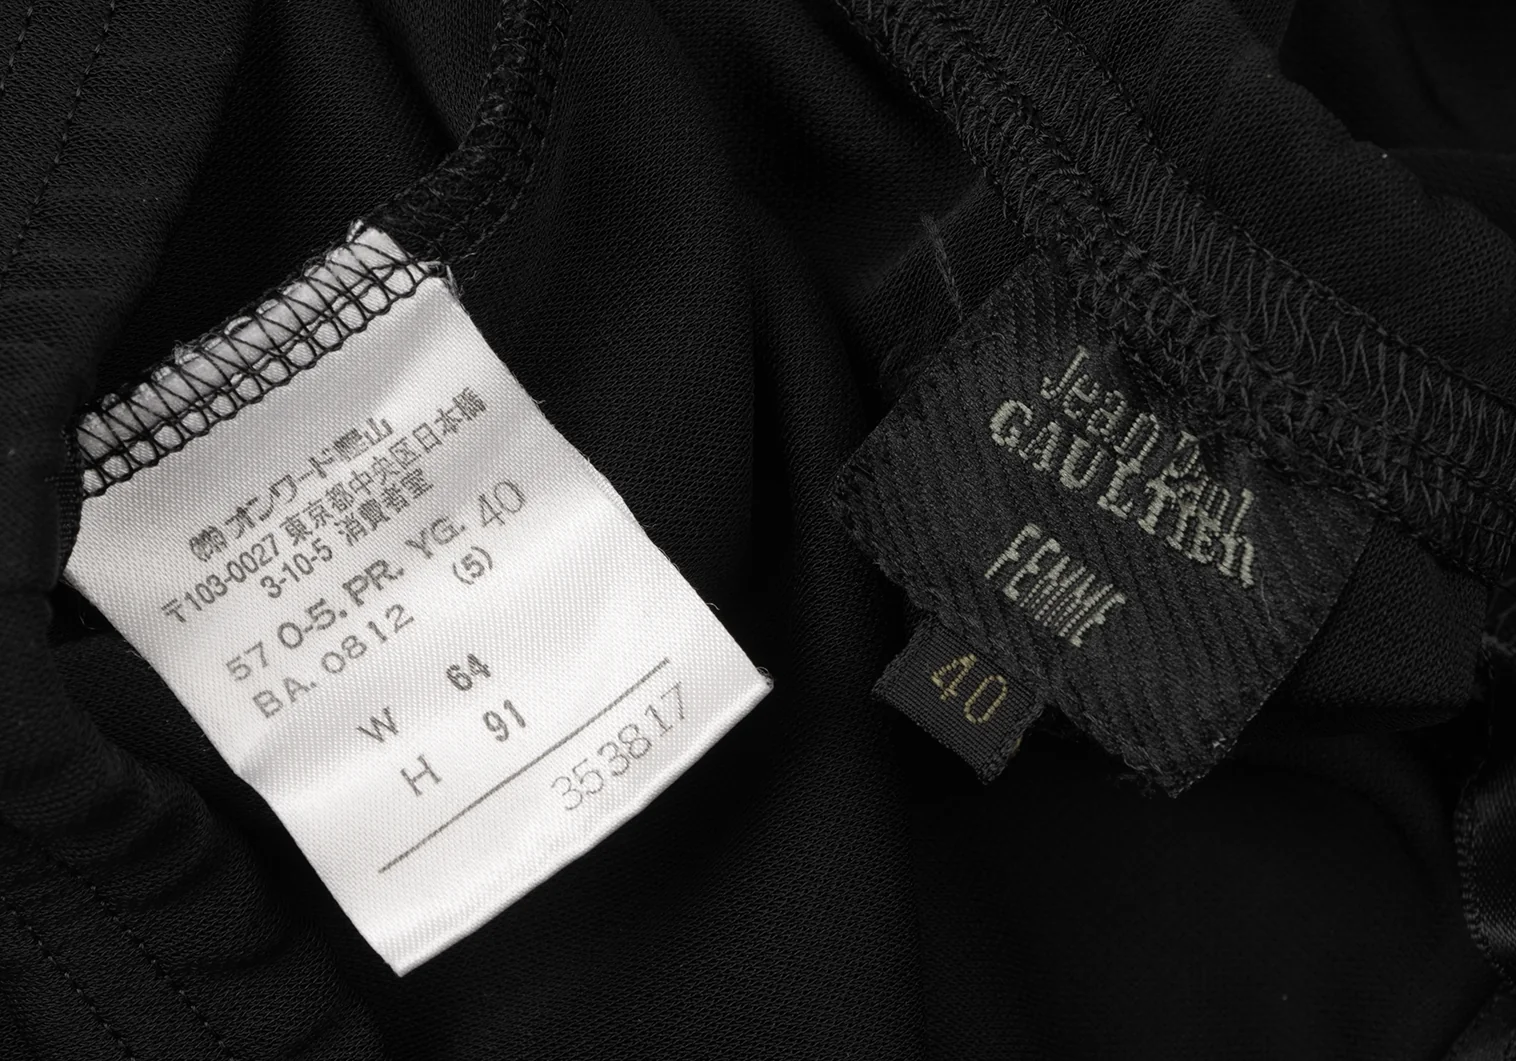 ㈱オンワード樫山
〒103-0027 東京都中央区日本橋
3-10-5 消費者室
57 O-5. PR. YG. 40
BA. 0812 (5)
W 64
H 91
353817
Jean Paul
GAULTIER
FEMME
40